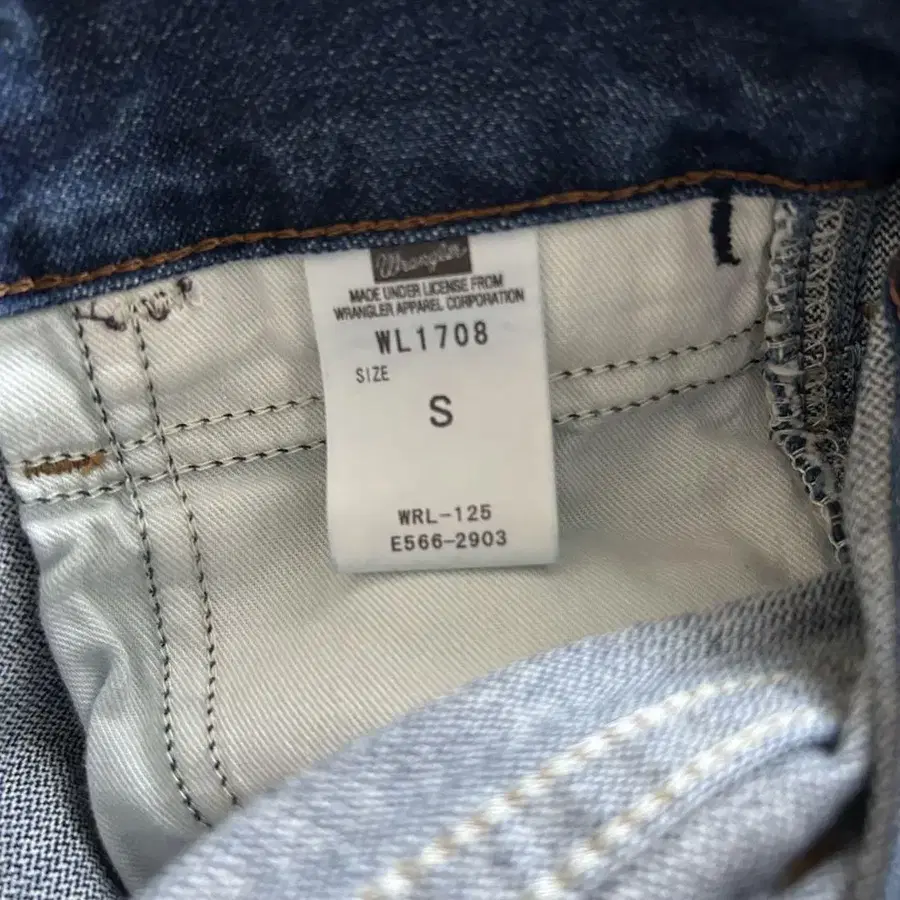 Wrangler
MADE UNDER LICENSE FROM
WRANGLER APPAREL CORPORATION
WL1708
SIZE
S
WRL-125
E566-2903